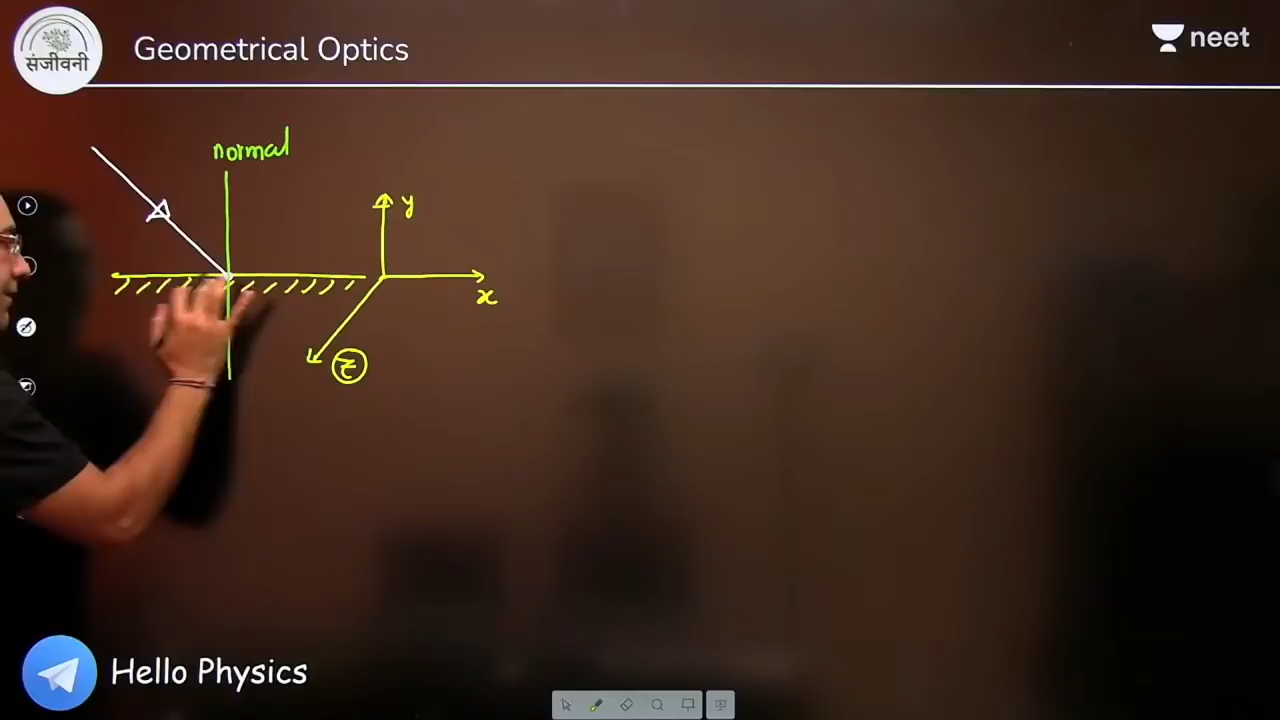 संजीवनी
Geometrical Optics
neet
normal
y
x
z
Hello Physics